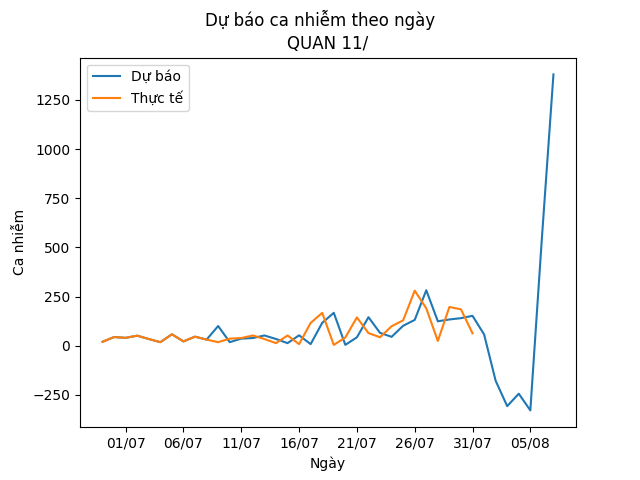 Dự báo ca nhiễm theo ngày
QUAN 11/
Dự báo
Thực tế
1250
1000
750
500
250
0
−250
Ca nhiễm
01/07 06/07 11/07 16/07 21/07 26/07 31/07 05/08
Ngày